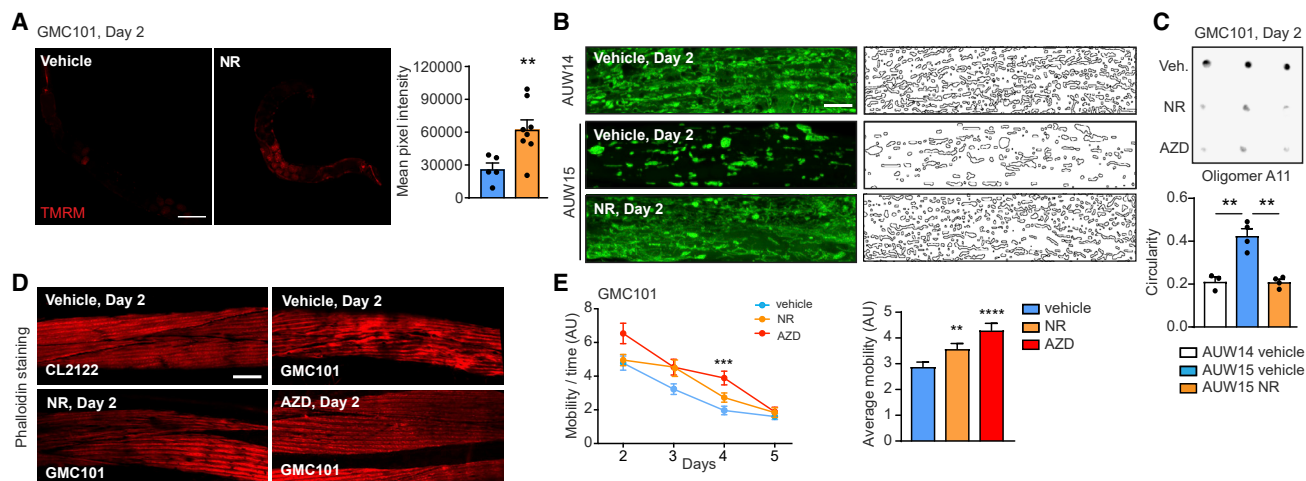 A
GMC101, Day 2
Vehicle
NR
TMRM
Mean pixel intensity
120000
90000
60000
30000
0
**
B
AUW14
Vehicle, Day 2
AUW15
Vehicle, Day 2
NR, Day 2
C
GMC101, Day 2
Veh.
NR
AZD
Oligomer A11
Circularity
0.6
0.4
0.2
0.0
** **
AUW14 vehicle
AUW15 vehicle
AUW15 NR
D
Phalloidin staining
Vehicle, Day 2
CL2122
Vehicle, Day 2
GMC101
NR, Day 2
GMC101
AZD, Day 2
GMC101
E
GMC101
Mobility / time (AU)
8
6
4
2
0
2 3 4 5
Days
***
vehicle
NR
AZD
Average mobility (AU)
5
4
3
2
1
0
**
****
vehicle
NR
AZD